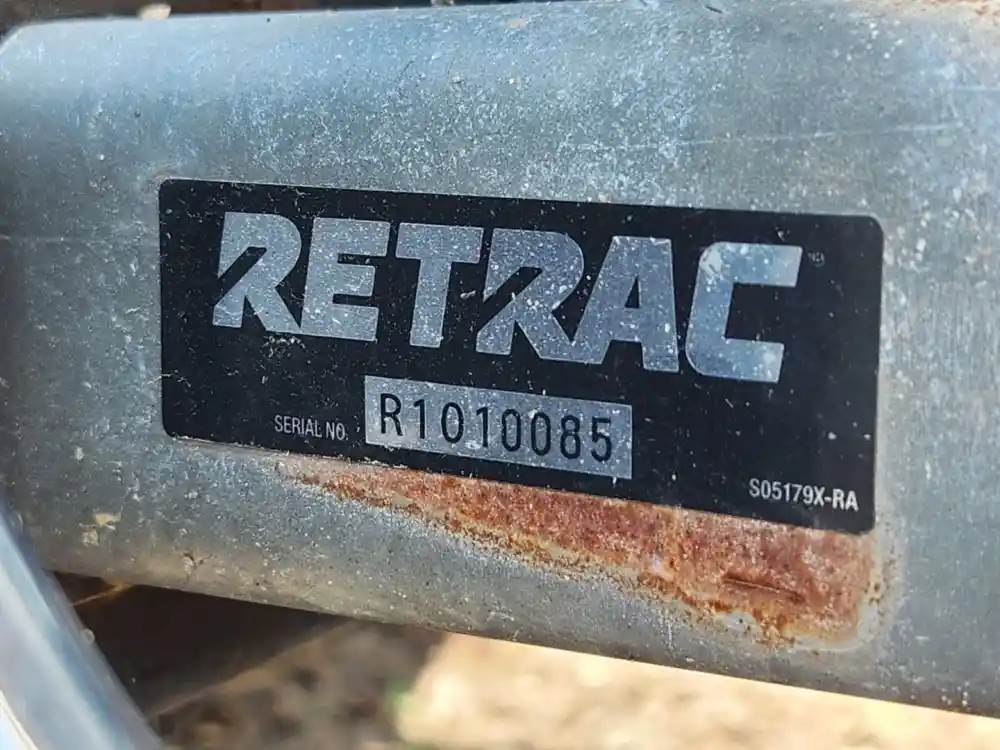 RETRAC
SERIAL NO. R1010085
S05179X-RA